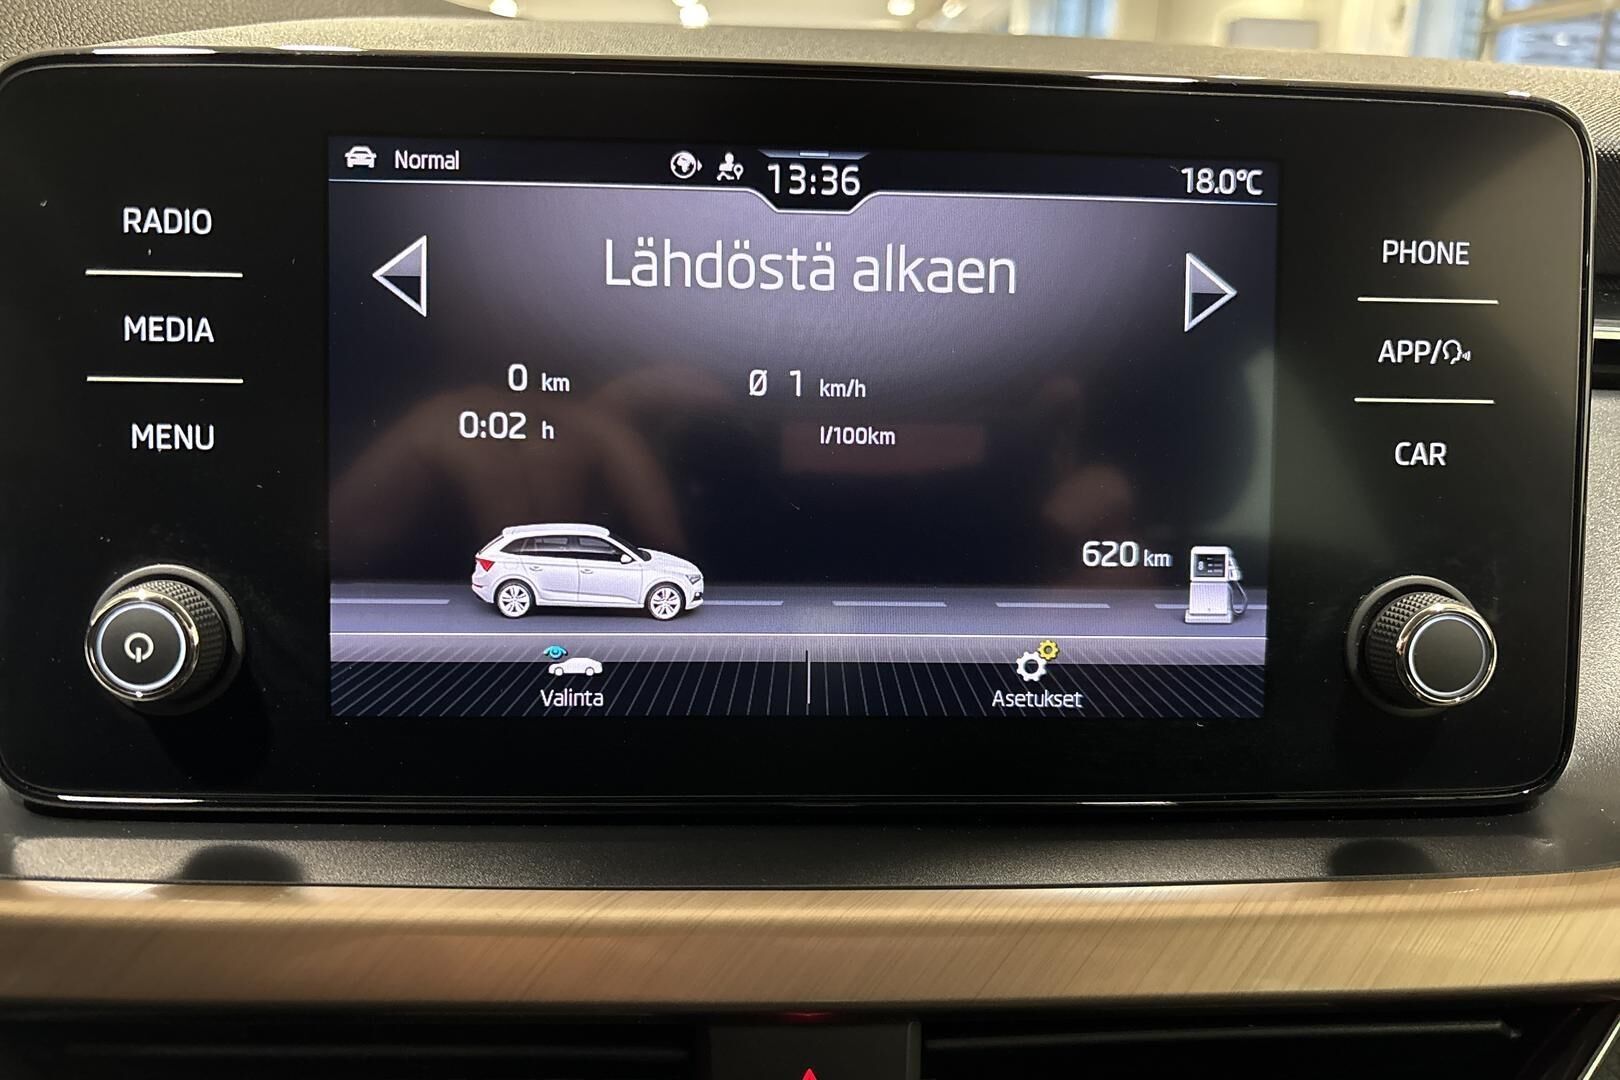 Normal
13:36
18.0°C
RADIO
MEDIA
MENU
Lähdöstä alkaen
0 km
Ø 1 km/h
0:02 h
l/100km
620 km
Valinta
Asetukset
PHONE
APP/
CAR